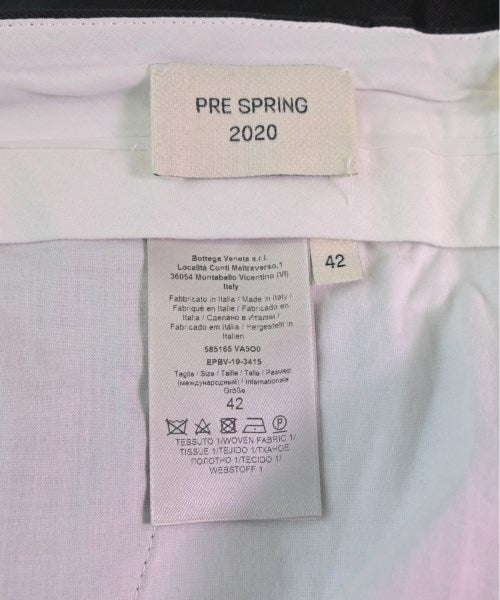 PRE SPRING
2020
Bottega Veneta s.r.l
Località Conti Maltraverso,1
36054 Montebello Vicentino (VI)
Italy
42
Fabbricato in Italia / Made in Italy /
Fabriqué en Italie / Fabricado en
Italia / Сделано в Италии /
Fabricado em Itália / Hergestellt in
Italien
585165 VA5O0
EPBV-19-3415
Taglia / Size / Taille / Talla / Размер
(международный) / Internationale
Größe
42
TESSUTO 1/WOVEN FABRIC 1/
TISSUE 1/TEJIDO 1/ТКАНОЕ
ПОЛОТНО 1/TECIDO 1/
WEBSTOFF 1